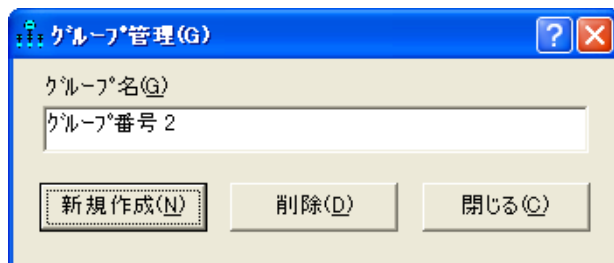 ｸﾞﾙｰﾌﾟ管理(G)
ｸﾞﾙｰﾌﾟ名(G)
ｸﾞﾙｰﾌﾟ番号 2
新規作成(N)
削除(D)
閉じる(C)